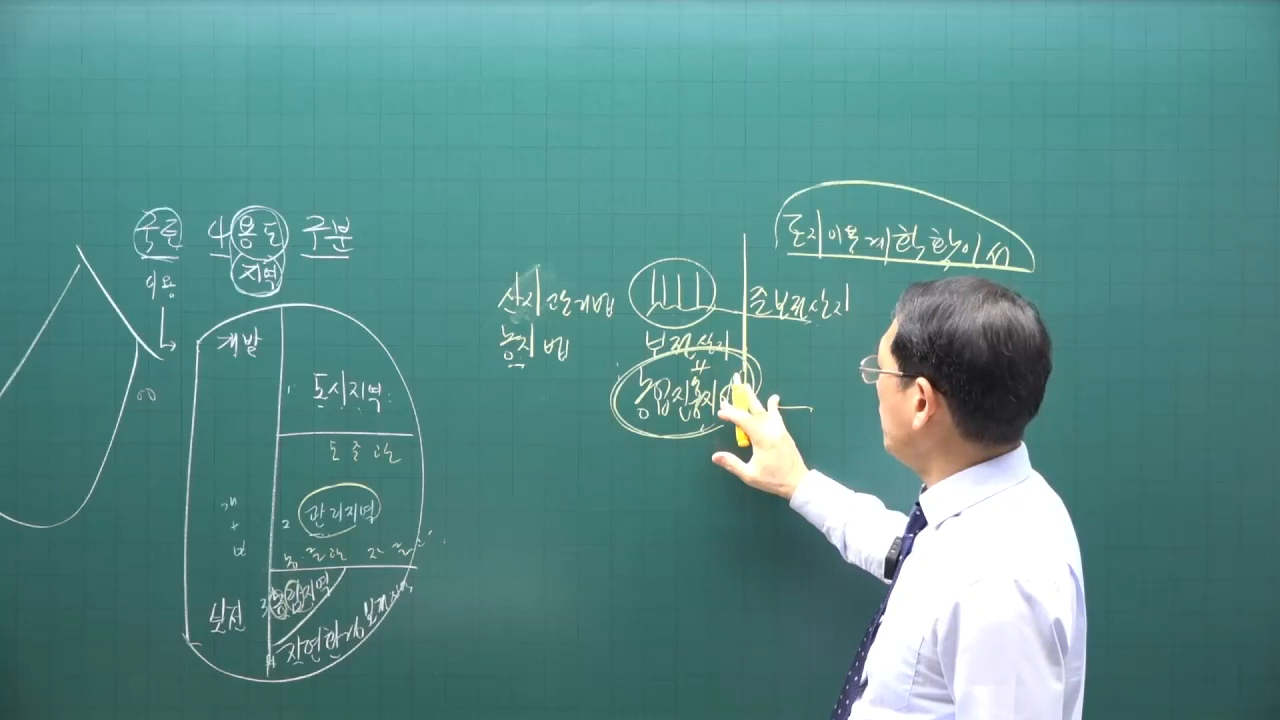 국토 4용도 구분
지역
이용
개발
도시지역
관리지역
농림지역
보전
자연환경보전지역
토지이용계획확인서
산지관리법
준보전산지
농지법
보전산지
농업진흥지역